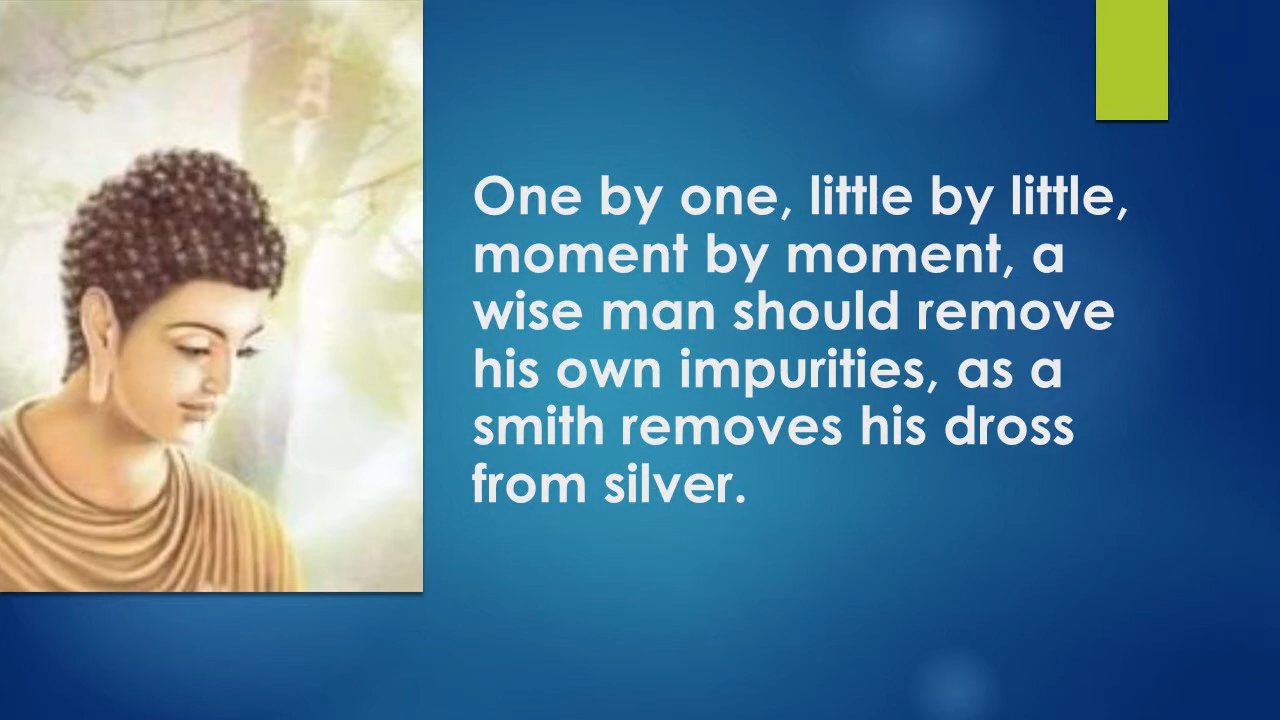 One by one, little by little,
moment by moment, a
wise man should remove
his own impurities, as a
smith removes his dross
from silver.